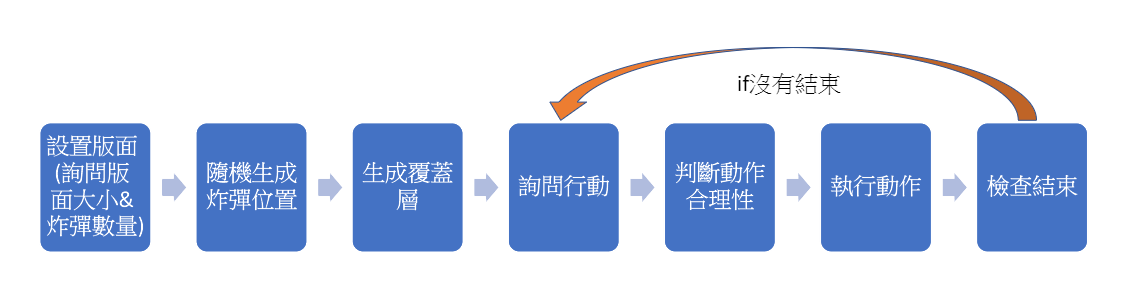 if沒有結束
設置版面
(詢問版
面大小&
炸彈數量)
隨機生成
炸彈位置
生成覆蓋
層
詢問行動
判斷動作
合理性
執行動作
檢查結束